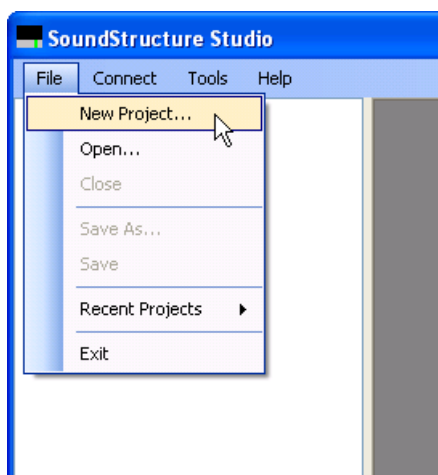 SoundStructure Studio
File Connect Tools Help
New Project...
Open...
Close
Save As...
Save
Recent Projects
Exit